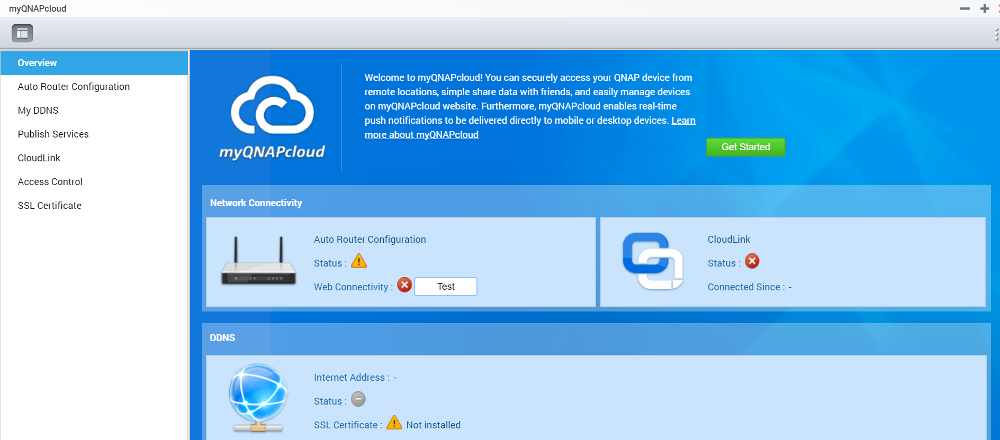 myQNAPcloud
Overview
Auto Router Configuration
My DDNS
Publish Services
CloudLink
Access Control
SSL Certificate
myQNAPcloud
Welcome to myQNAPcloud! You can securely access your QNAP device from
remote locations, simple share data with friends, and easily manage devices
on myQNAPcloud website. Furthermore, myQNAPcloud enables real-time
push notifications to be delivered directly to mobile or desktop devices. Learn
more about myQNAPcloud
Get Started
Network Connectivity
Auto Router Configuration
Status :
Web Connectivity : Test
CloudLink
Status :
Connected Since : -
DDNS
Internet Address : -
Status :
SSL Certificate : Not installed